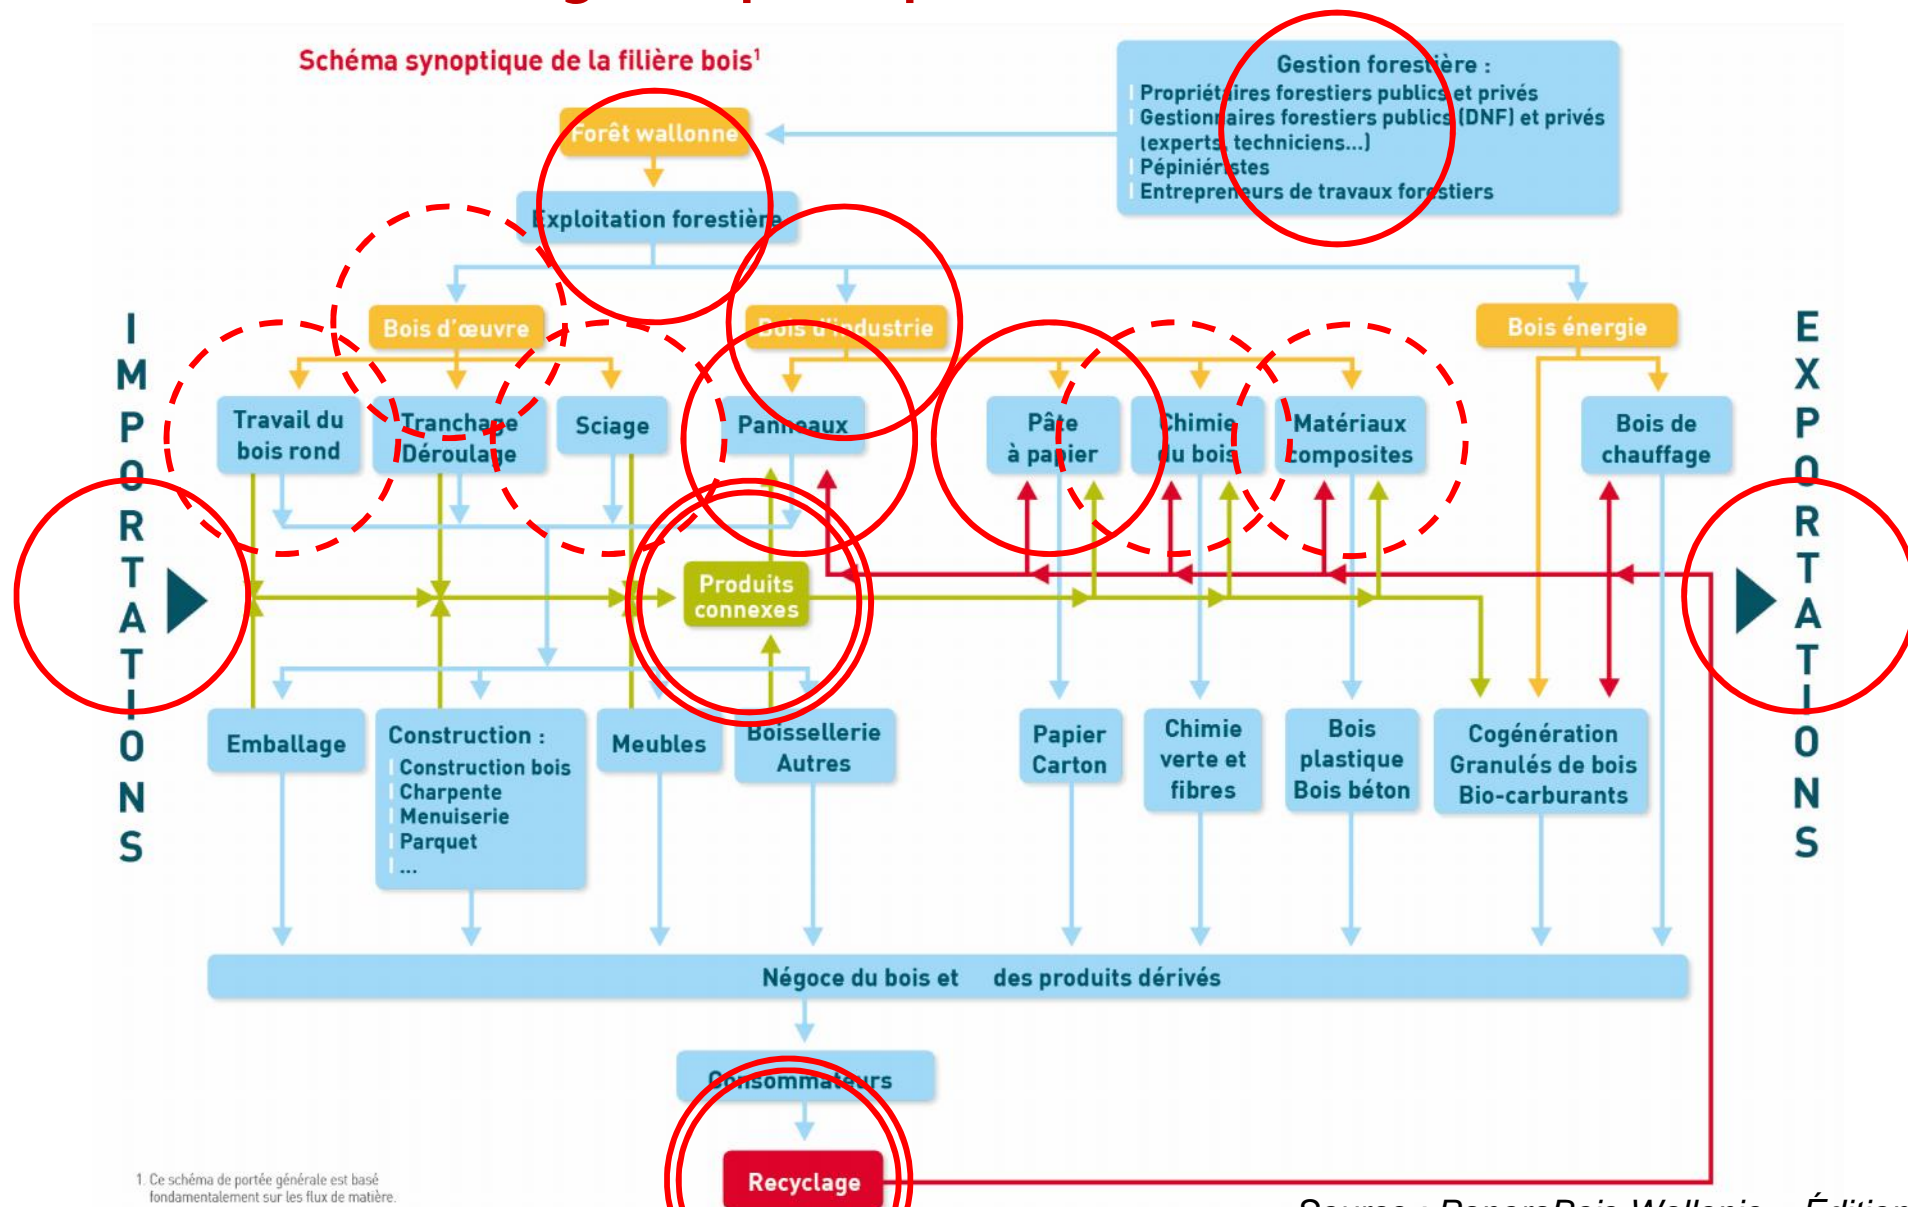 Schéma synoptique de la filière bois¹
Gestion forestière :
Propriétaires forestiers publics et privés
Gestionnaires forestiers publics (DNF) et privés
(experts, techniciens...)
Pépiniéristes
Entrepreneurs de travaux forestiers
Forêt wallonne
Exploitation forestière
IMPORTATIONS
EXPORTATIONS
Bois d'œuvre
Bois d'industrie
Bois énergie
Travail du
bois rond
Tranchage
Déroulage
Sciage
Panneaux
Pâte
à papier
Chimie
du bois
Matériaux
composites
Bois de
chauffage
Produits
connexes
Emballage
Construction :
Construction bois
Charpente
Menuiserie
Parquet
...
Meubles
Boissellerie
Autres
Papier
Carton
Chimie
verte et
fibres
Bois
plastique
Bois béton
Cogénération
Granulés de bois
Bio-carburants
Négoce du bois et des produits dérivés
Consommateurs
Recyclage
1. Ce schéma de portée générale est basé
fondamentalement sur les flux de matière.